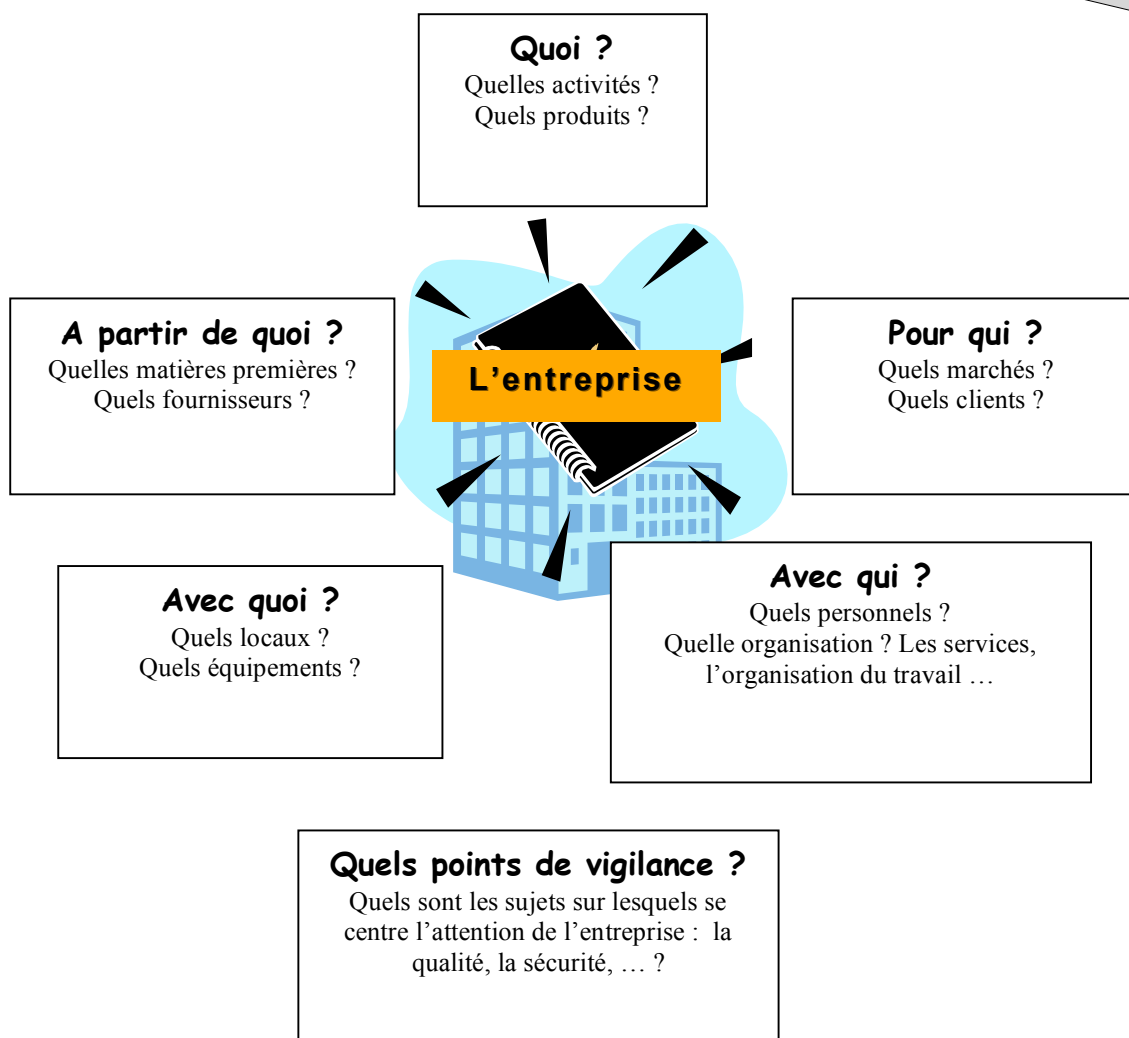 Quoi ?
Quelles activités ?
Quels produits ?
A partir de quoi ?
Quelles matières premières ?
Quels fournisseurs ?
L’entreprise
Pour qui ?
Quels marchés ?
Quels clients ?
Avec quoi ?
Quels locaux ?
Quels équipements ?
Avec qui ?
Quels personnels ?
Quelle organisation ? Les services,
l’organisation du travail …
Quels points de vigilance ?
Quels sont les sujets sur lesquels se
centre l’attention de l’entreprise :  la
qualité, la sécurité, … ?